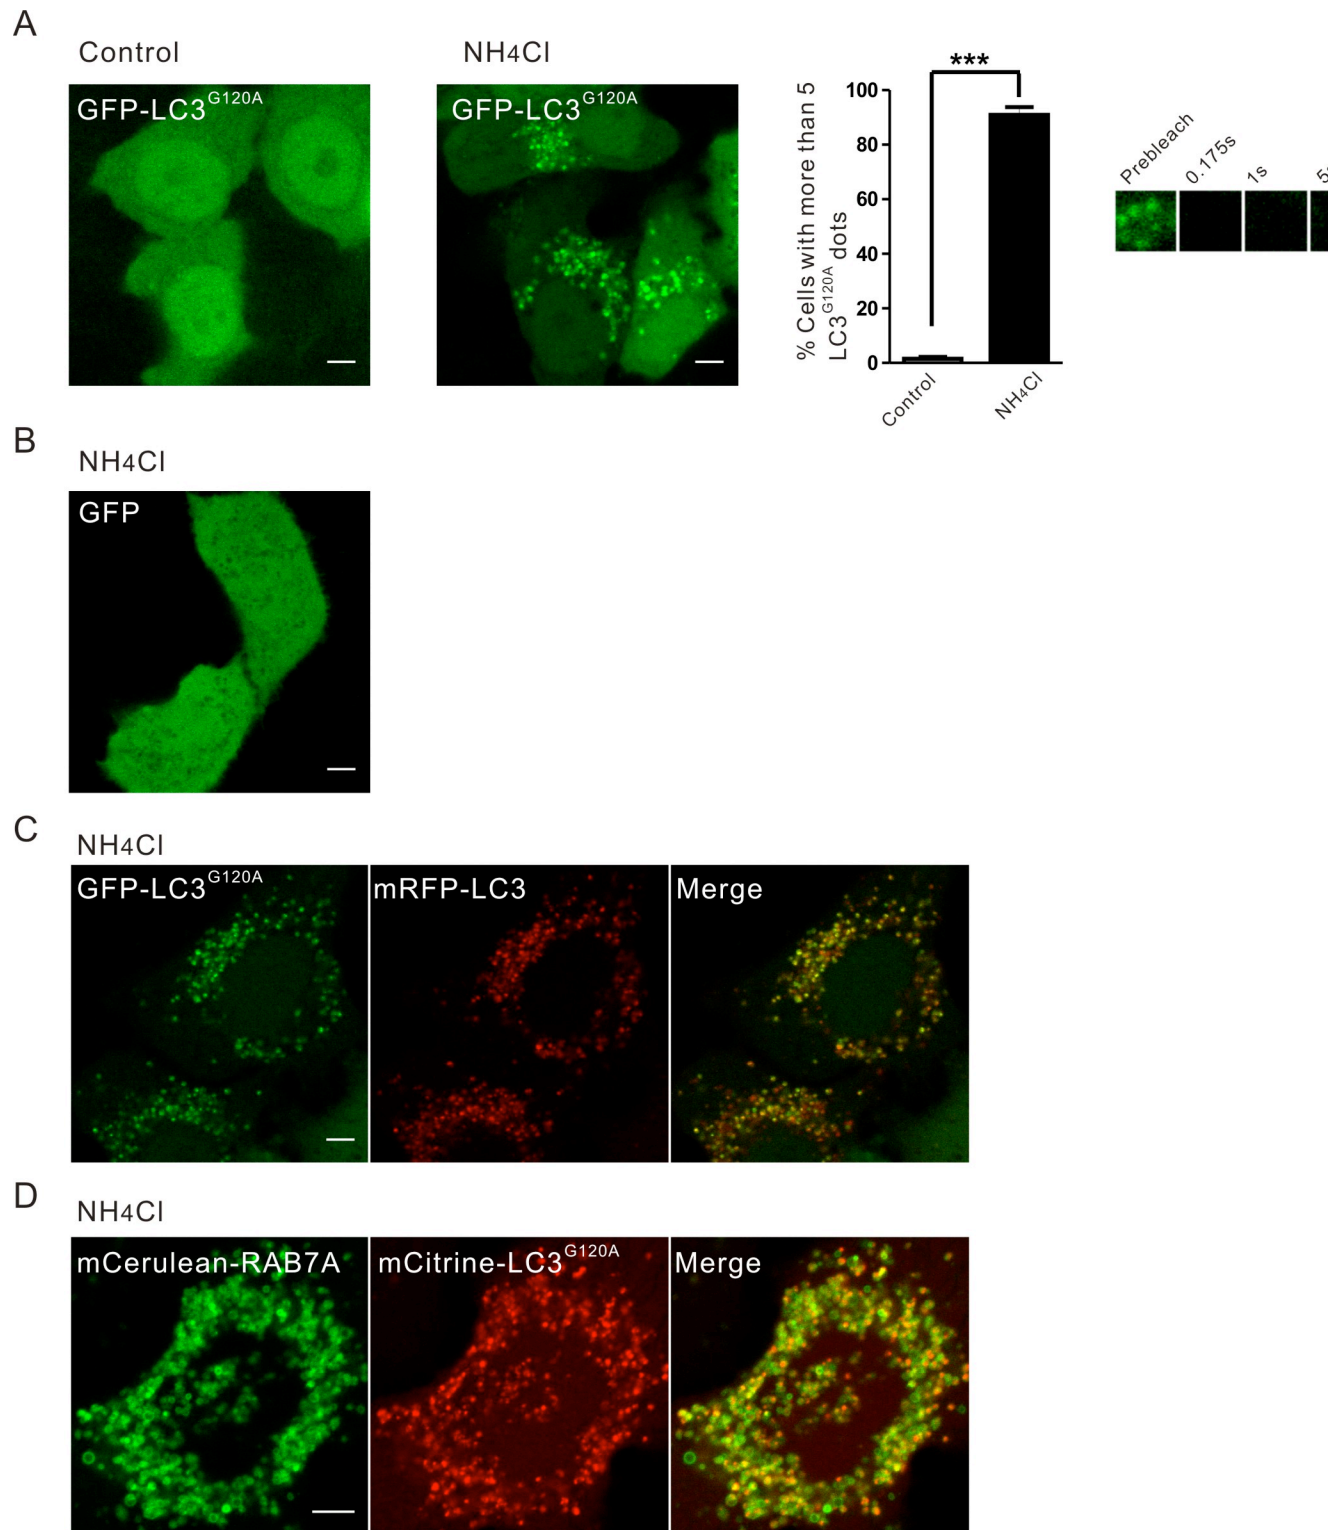 A
Control
NH4Cl
GFP-LC3G120A
GFP-LC3G120A
% Cells with more than 5
LC3G120A dots
100
80
60
40
20
0
***
Control
NH4Cl
Prebleach
0.175s
1s
B
NH4Cl
GFP
C
NH4Cl
GFP-LC3G120A
mRFP-LC3
Merge
D
NH4Cl
mCerulean-RAB7A
mCitrine-LC3G120A
Merge